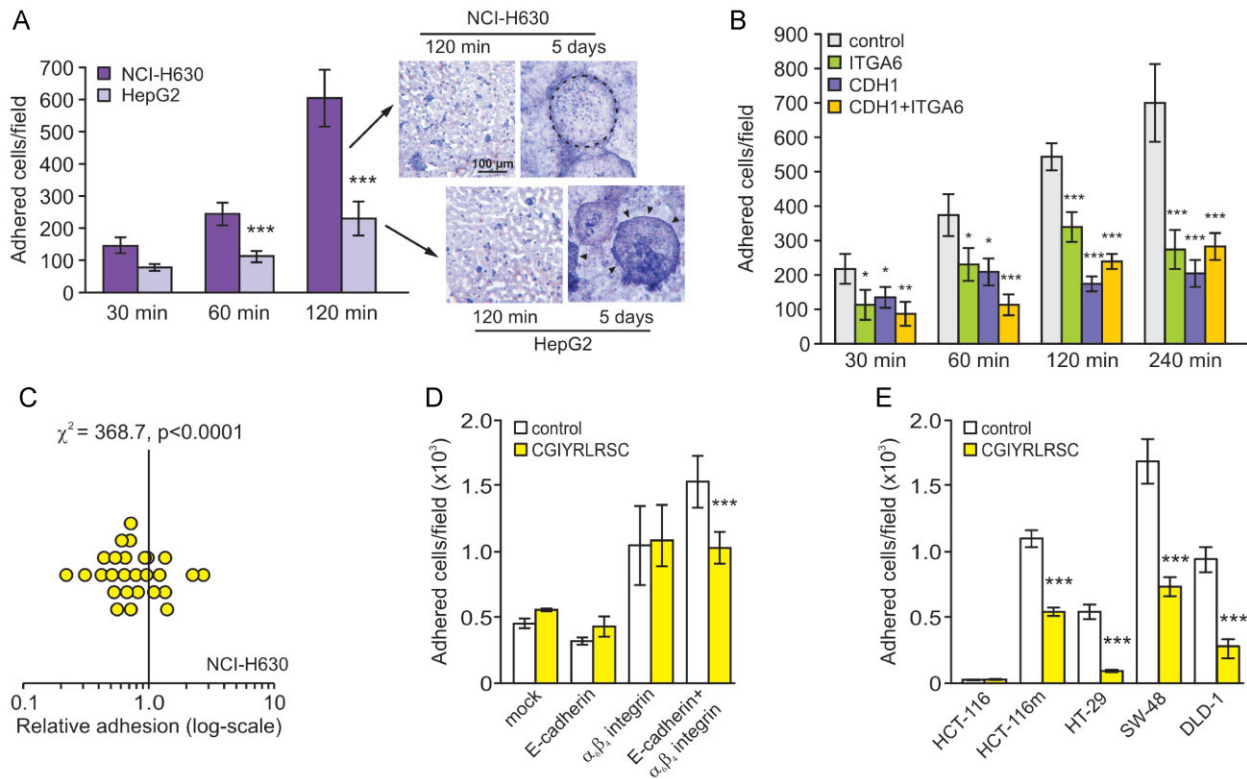 A
NCI-H630
HepG2
Adhered cells/field
700
600
500
400
300
200
100
0
30 min
60 min
120 min
***
***
NCI-H630
120 min
5 days
100 µm
120 min
5 days
HepG2
B
control
ITGA6
CDH1
CDH1+ITGA6
Adhered cells/field
900
800
700
600
500
400
300
200
100
0
* * **
* * ***
*** *** ***
*** *** ***
30 min
60 min
120 min
240 min
C
χ² = 368.7, p<0.0001
NCI-H630
0.1
1.0
10
Relative adhesion (log-scale)
D
control
CGIYRLRSC
Adhered cells/field (x10³)
2.0
1.5
1.0
0.5
0
***
mock
E-cadherin
α₆β₄ integrin
E-cadherin+
α₆β₄ integrin
E
control
CGIYRLRSC
Adhered cells/field (x10³)
2.0
1.5
1.0
0.5
0
***
***
***
***
HCT-116
HCT-116m
HT-29
SW-48
DLD-1